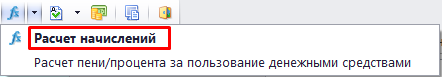 Расчет начислений
Расчет пени/процента за пользование денежными средствами